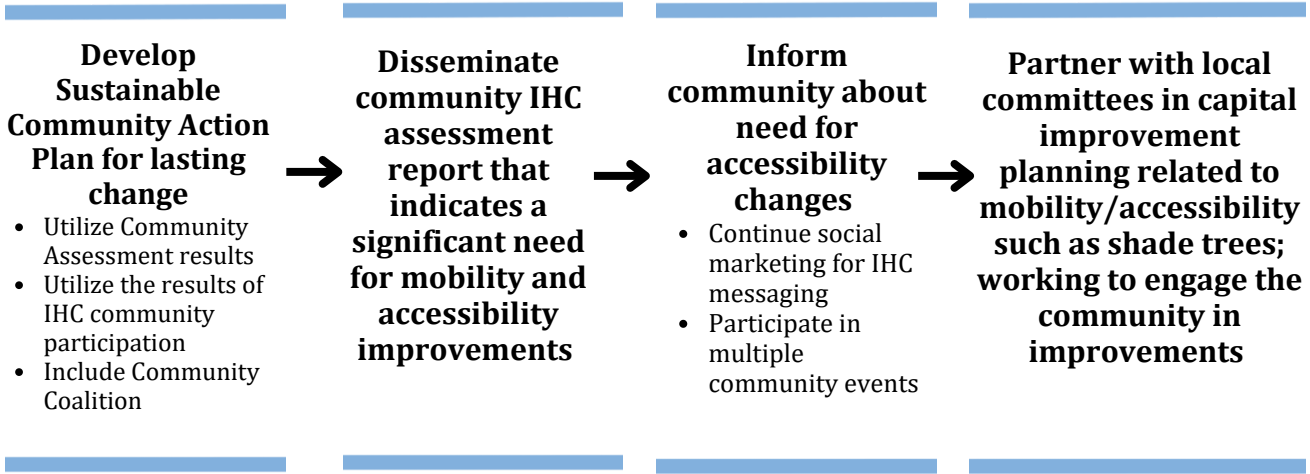 Develop
Sustainable
Community Action
Plan for lasting
change
• Utilize Community
Assessment results
• Utilize the results of
IHC community
participation
• Include Community
Coalition
Disseminate
community IHC
assessment
report that
indicates a
significant need
for mobility and
accessibility
improvements
Inform
community about
need for
accessibility
changes
• Continue social
marketing for IHC
messaging
• Participate in
multiple
community events
Partner with local
committees in capital
improvement
planning related to
mobility/accessibility
such as shade trees;
working to engage the
community in
improvements